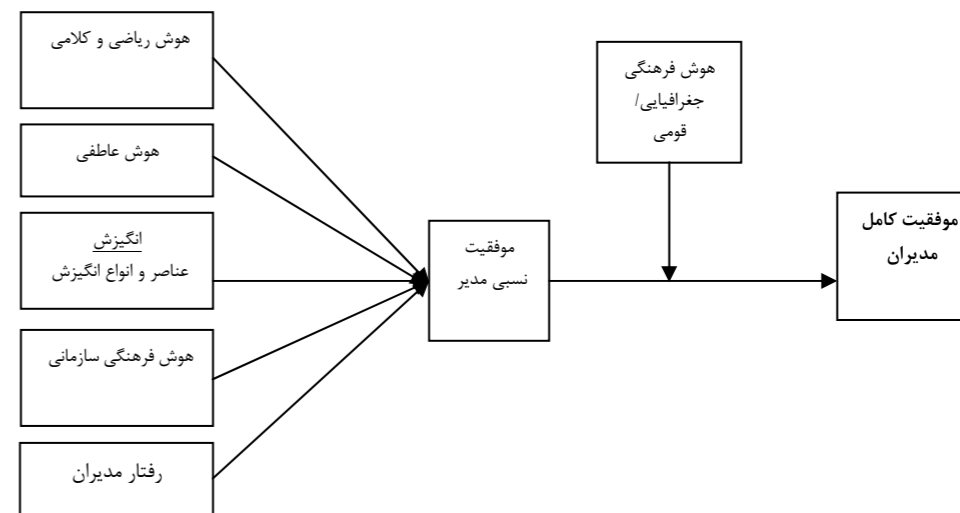 هوش ریاضی و کلامی
هوش عاطفی
انگیزش
عناصر و انواع انگیزش
هوش فرهنگی سازمانی
رفتار مدیران
موفقیت
نسبی مدیر
هوش فرهنگی
جغرافیایی/
قومی
موفقیت کامل
مدیران